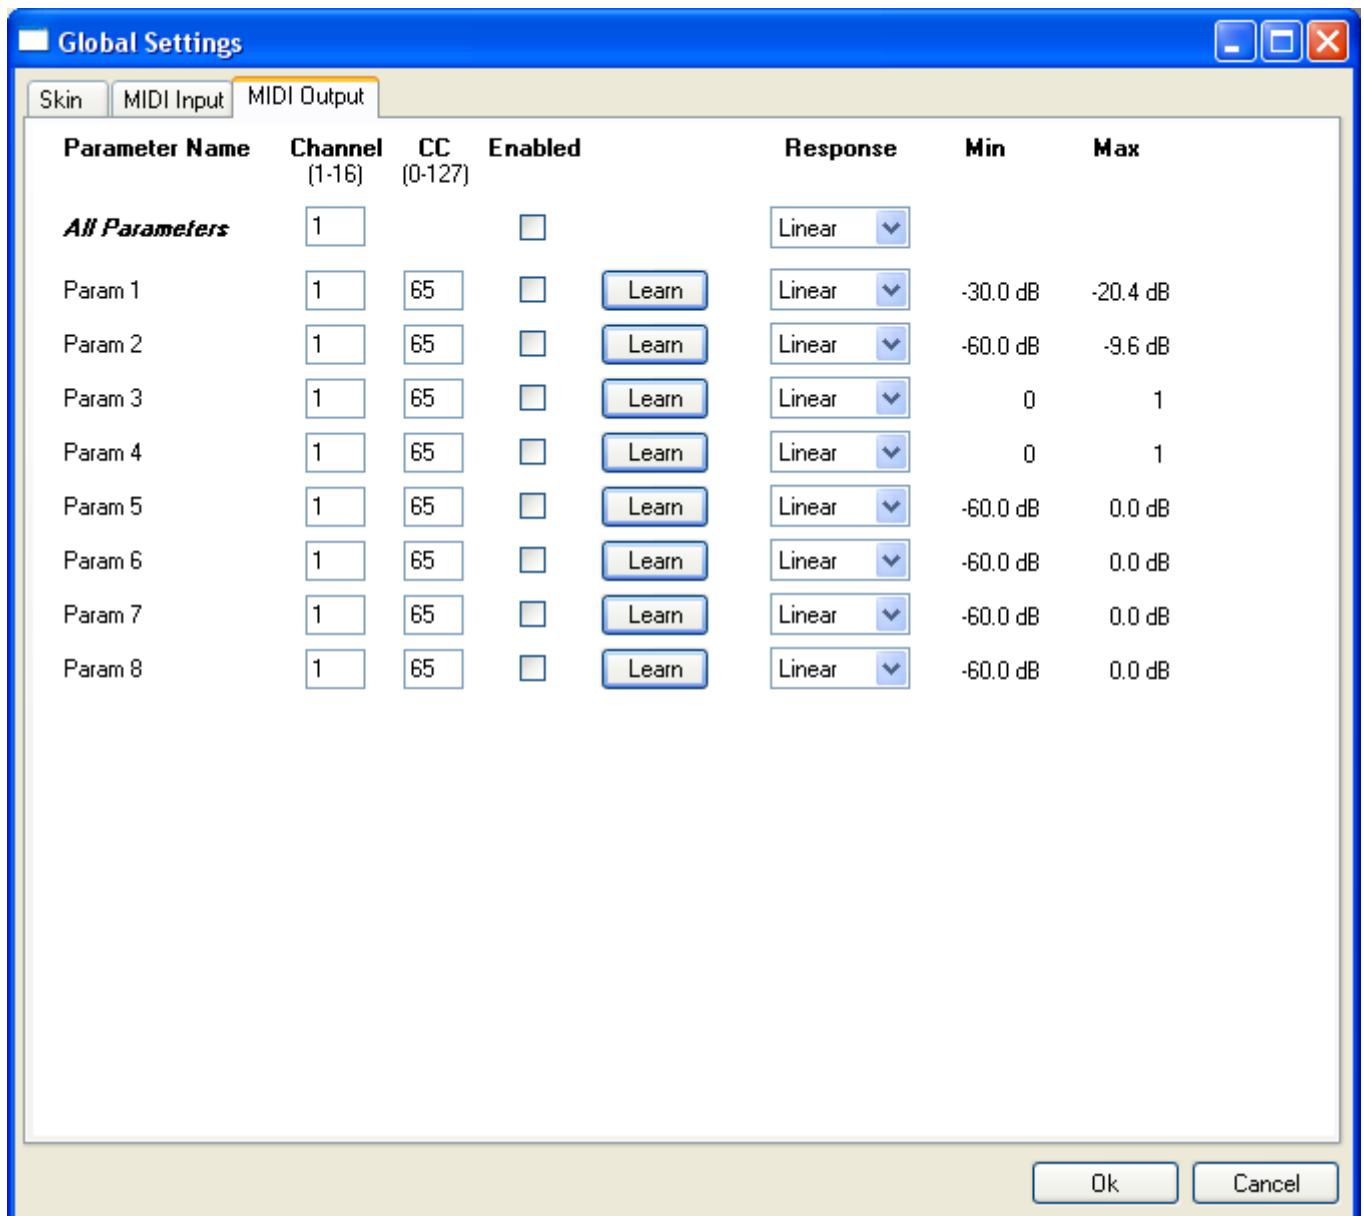 Global Settings
Skin MIDI Input MIDI Output
Parameter Name Channel CC Enabled Response Min Max
(1-16) (0-127)
All Parameters 1 Linear
Param 1 1 65 Learn Linear -30.0 dB -20.4 dB
Param 2 1 65 Learn Linear -60.0 dB -9.6 dB
Param 3 1 65 Learn Linear 0 1
Param 4 1 65 Learn Linear 0 1
Param 5 1 65 Learn Linear -60.0 dB 0.0 dB
Param 6 1 65 Learn Linear -60.0 dB 0.0 dB
Param 7 1 65 Learn Linear -60.0 dB 0.0 dB
Param 8 1 65 Learn Linear -60.0 dB 0.0 dB
Ok Cancel